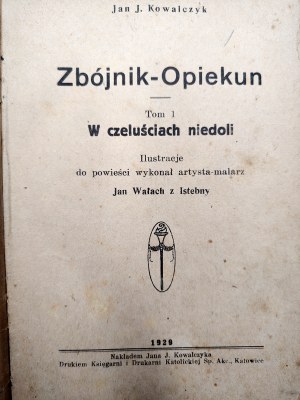 Jan J. Kowalczyk
Zbójnik-Opiekun
Tom 1
W czeluściach niedoli
Ilustracje
do powieści wykonał artysta-malarz
Jan Wałach z Istebny
1929
Nakładem Jana J. Kowalczyka
Drukiem Księgarni i Drukarni Katolickiej Sp. Akc., Katowice